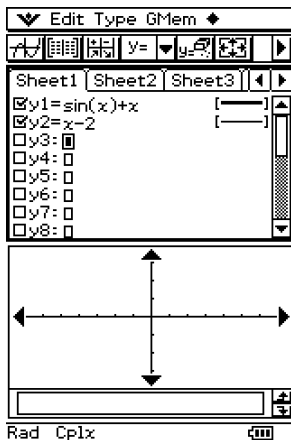 Edit Type GMem
y=
Sheet1 Sheet2 Sheet3
y1=sin(x)+x [—]
y2=x-2 [—]
y3:
y4:
y5:
y6:
y7:
y8:
Rad Cplx